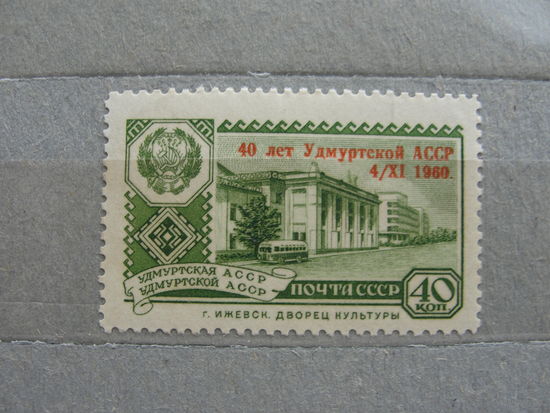 40 лет Удмуртской АССР
4/XI 1960.
УДМУРТСКАЯ АССР
УДМУРТСКОЙ АССР
ПОЧТА СССР
40
КОП
г. ИЖЕВСК. ДВОРЕЦ КУЛЬТУРЫ